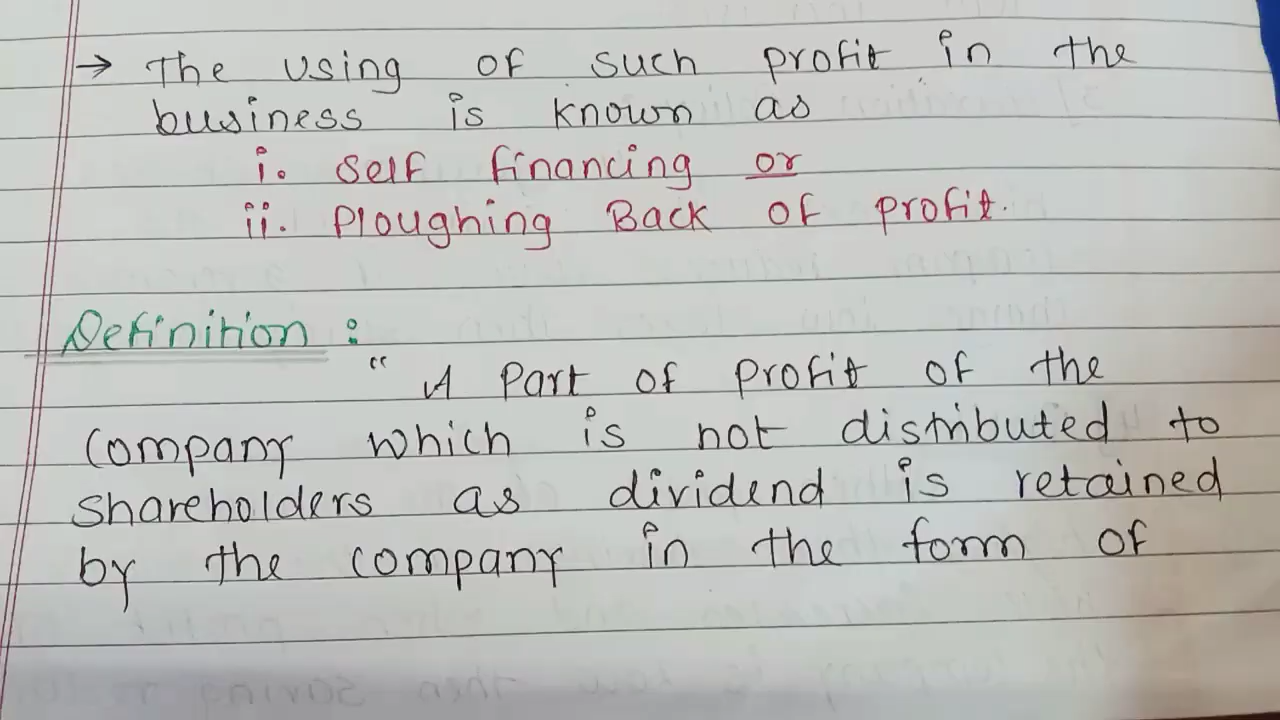 → The using of such profit in the
business is known as
i. Self financing or
ii. Ploughing Back of profit.
Definition :
“ A Part of Profit of the
Company which is not distributed to
shareholders as dividend is retained
by the company in the form of